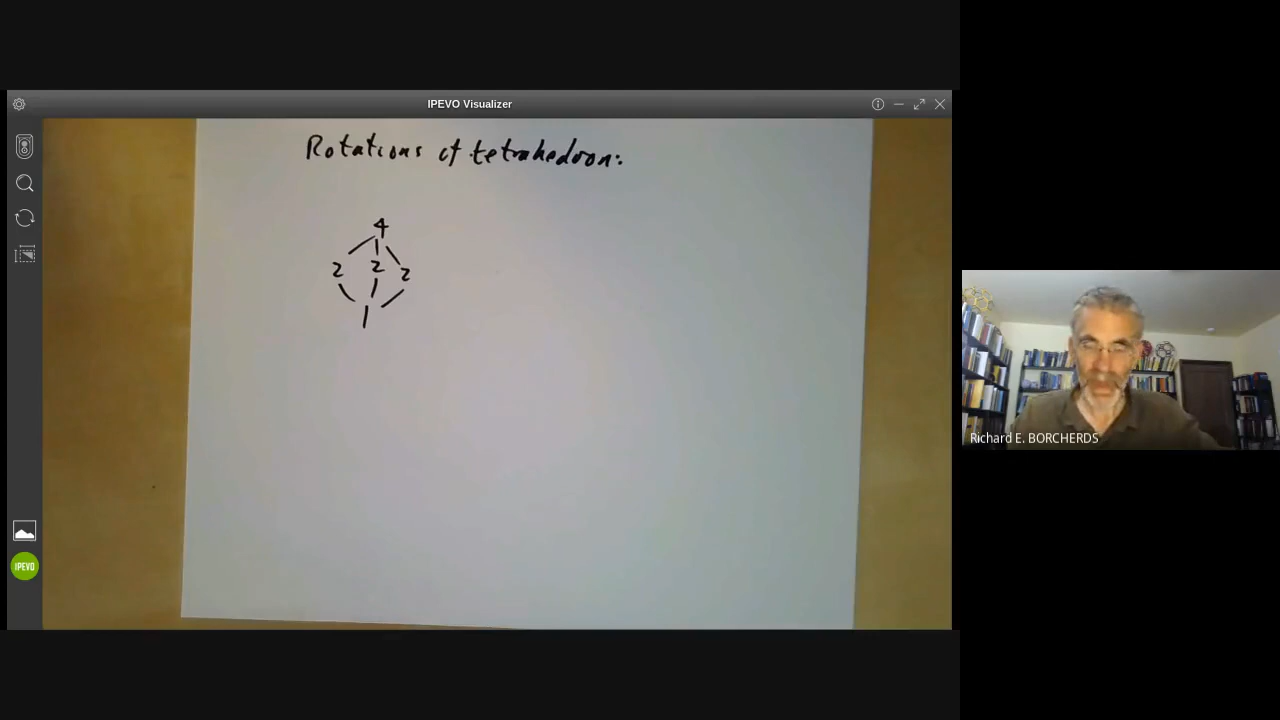 IPEVO Visualizer
Rotations of tetrahedron:
4
2 2 2
1
IPEVO
Richard E. BORCHERDS